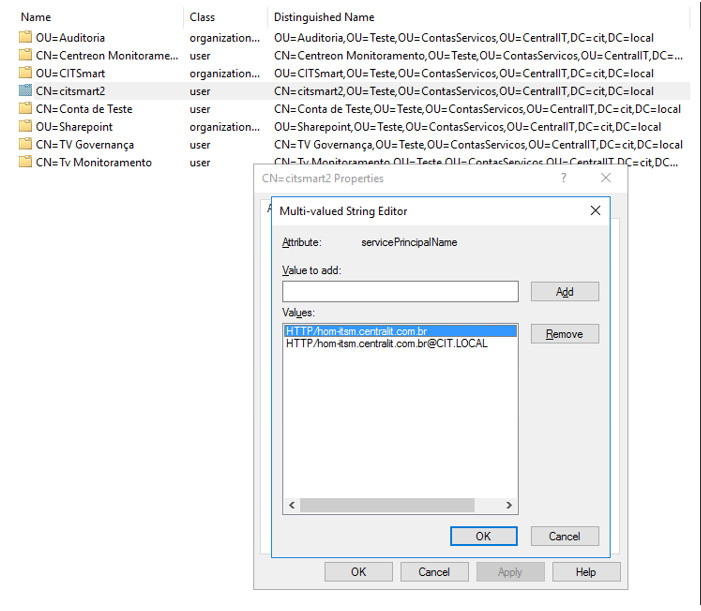 Name Class Distinguished Name
OU=Auditoria organization... OU=Auditoria,OU=Teste,OU=ContasServicos,OU=CentralIT,DC=cit,DC=local
CN=Centreon Monitorame... user CN=Centreon Monitoramento,OU=Teste,OU=ContasServicos,OU=CentralIT,DC=...
OU=CITSmart organization... OU=CITSmart,OU=Teste,OU=ContasServicos,OU=CentralIT,DC=cit,DC=local
CN=citsmart2 user CN=citsmart2,OU=Teste,OU=ContasServicos,OU=CentralIT,DC=cit,DC=local
CN=Conta de Teste user CN=Conta de Teste,OU=Teste,OU=ContasServicos,OU=CentralIT,DC=cit,DC=local
OU=Sharepoint organization... OU=Sharepoint,OU=Teste,OU=ContasServicos,OU=CentralIT,DC=cit,DC=local
CN=TV Governança user CN=TV Governança,OU=Teste,OU=ContasServicos,OU=CentralIT,DC=cit,DC=local
CN=Tv Monitoramento user CN=Tv Monitoramento,OU=Teste,OU=ContasServicos,OU=CentralIT,DC=cit,DC...
CN=citsmart2 Properties ?
Multi-valued String Editor
Attribute: servicePrincipalName
Value to add:
Add
Values:
HTTP/hom-itsm.centralit.com.br
Remove
HTTP/hom-itsm.centralit.com.br@CIT.LOCAL
OK Cancel
OK Cancel Apply Help